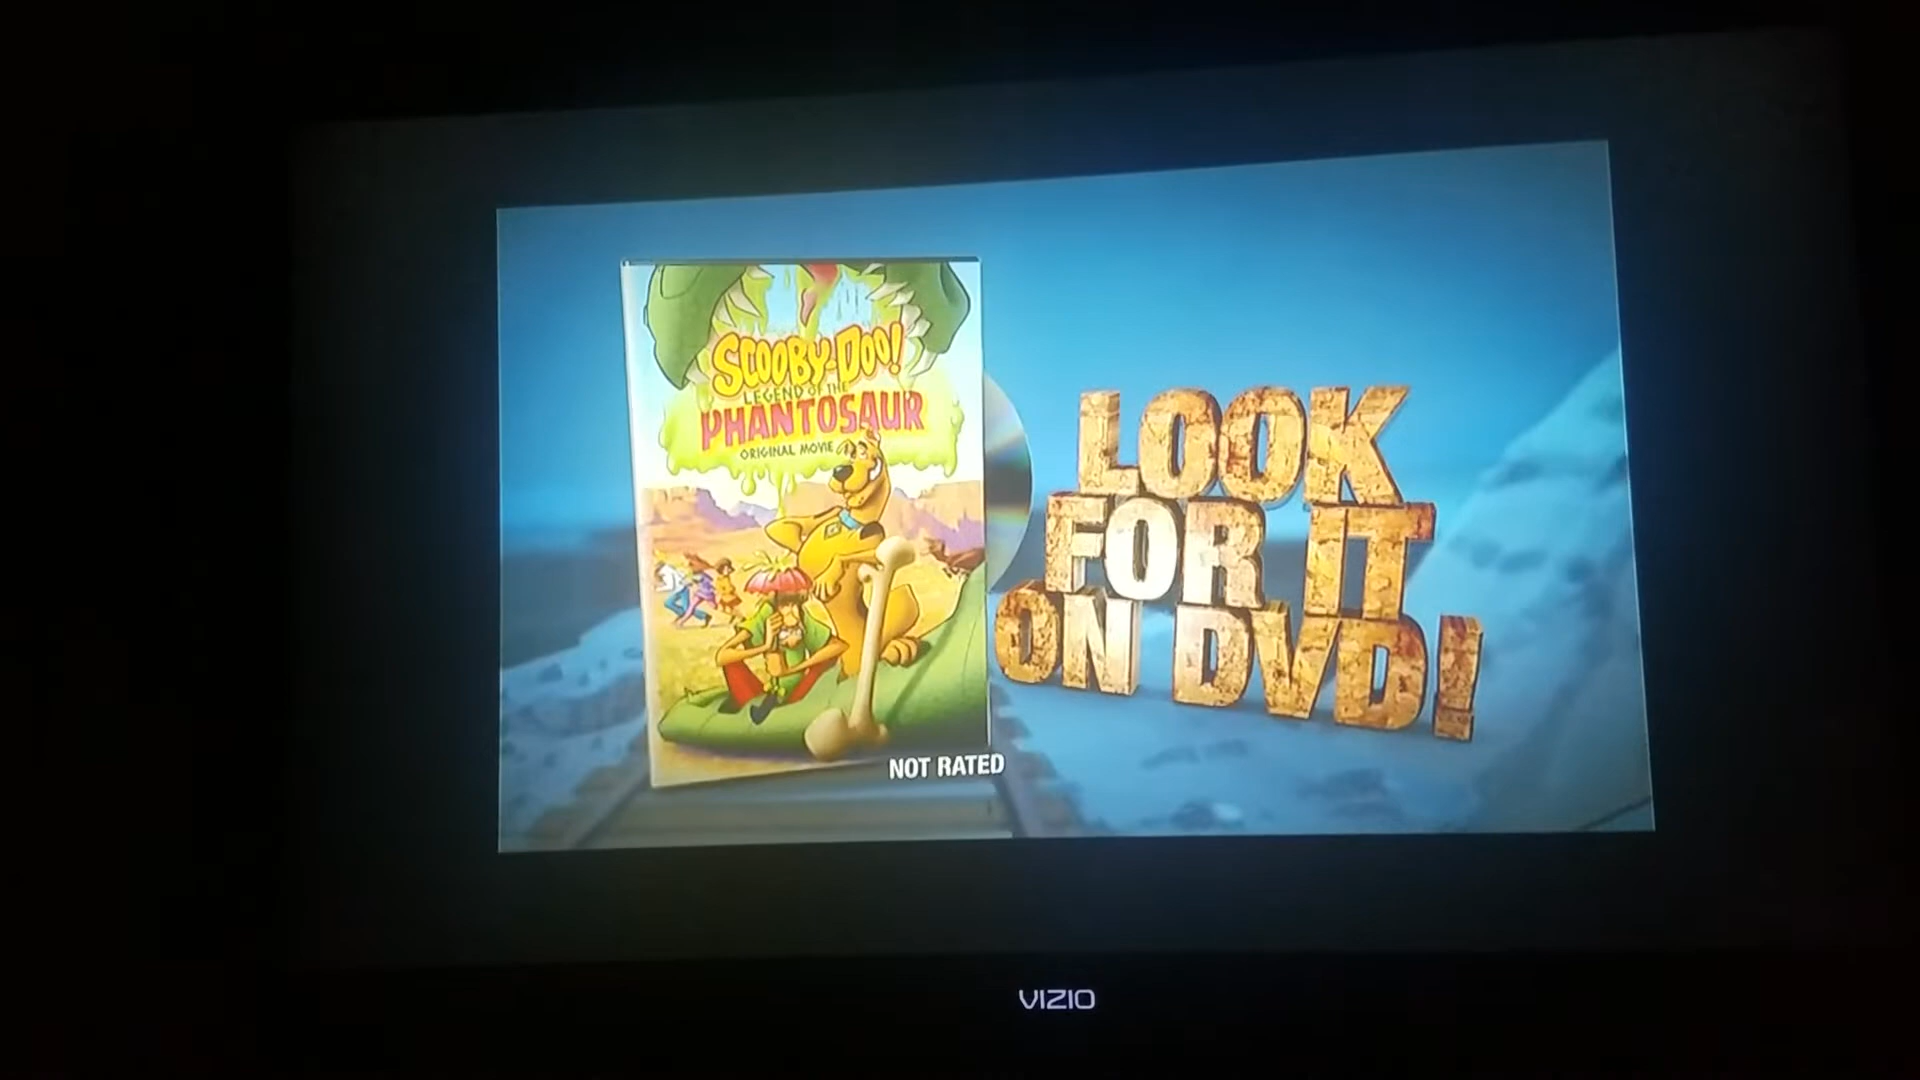 SCOOBY-DOO!
LEGEND OF THE
PHANTOSAUR
ORIGINAL MOVIE
NOT RATED
LOOK
FOR IT
ON DVD!
VIZIO